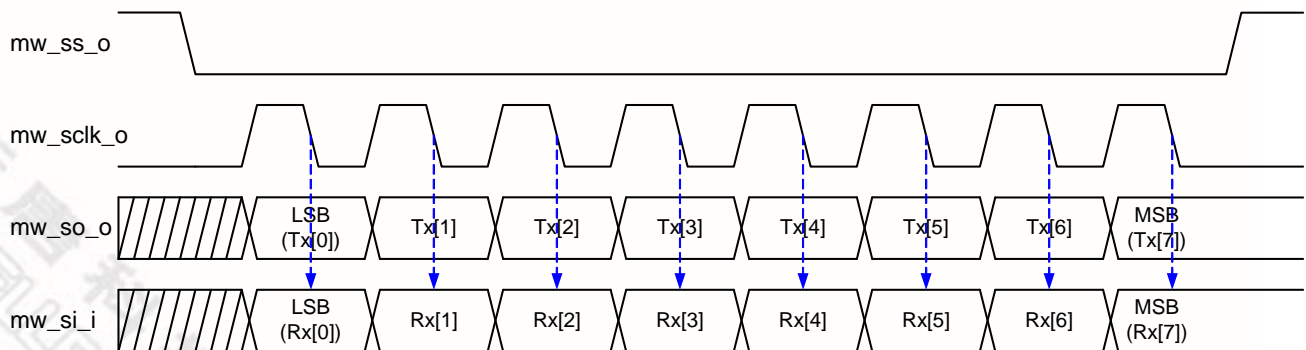 mw_ss_o
mw_sclk_o
mw_so_o
LSB
(Tx[0])
Tx[1]
Tx[2]
Tx[3]
Tx[4]
Tx[5]
Tx[6]
MSB
(Tx[7])
mw_si_i
LSB
(Rx[0])
Rx[1]
Rx[2]
Rx[3]
Rx[4]
Rx[5]
Rx[6]
MSB
(Rx[7])